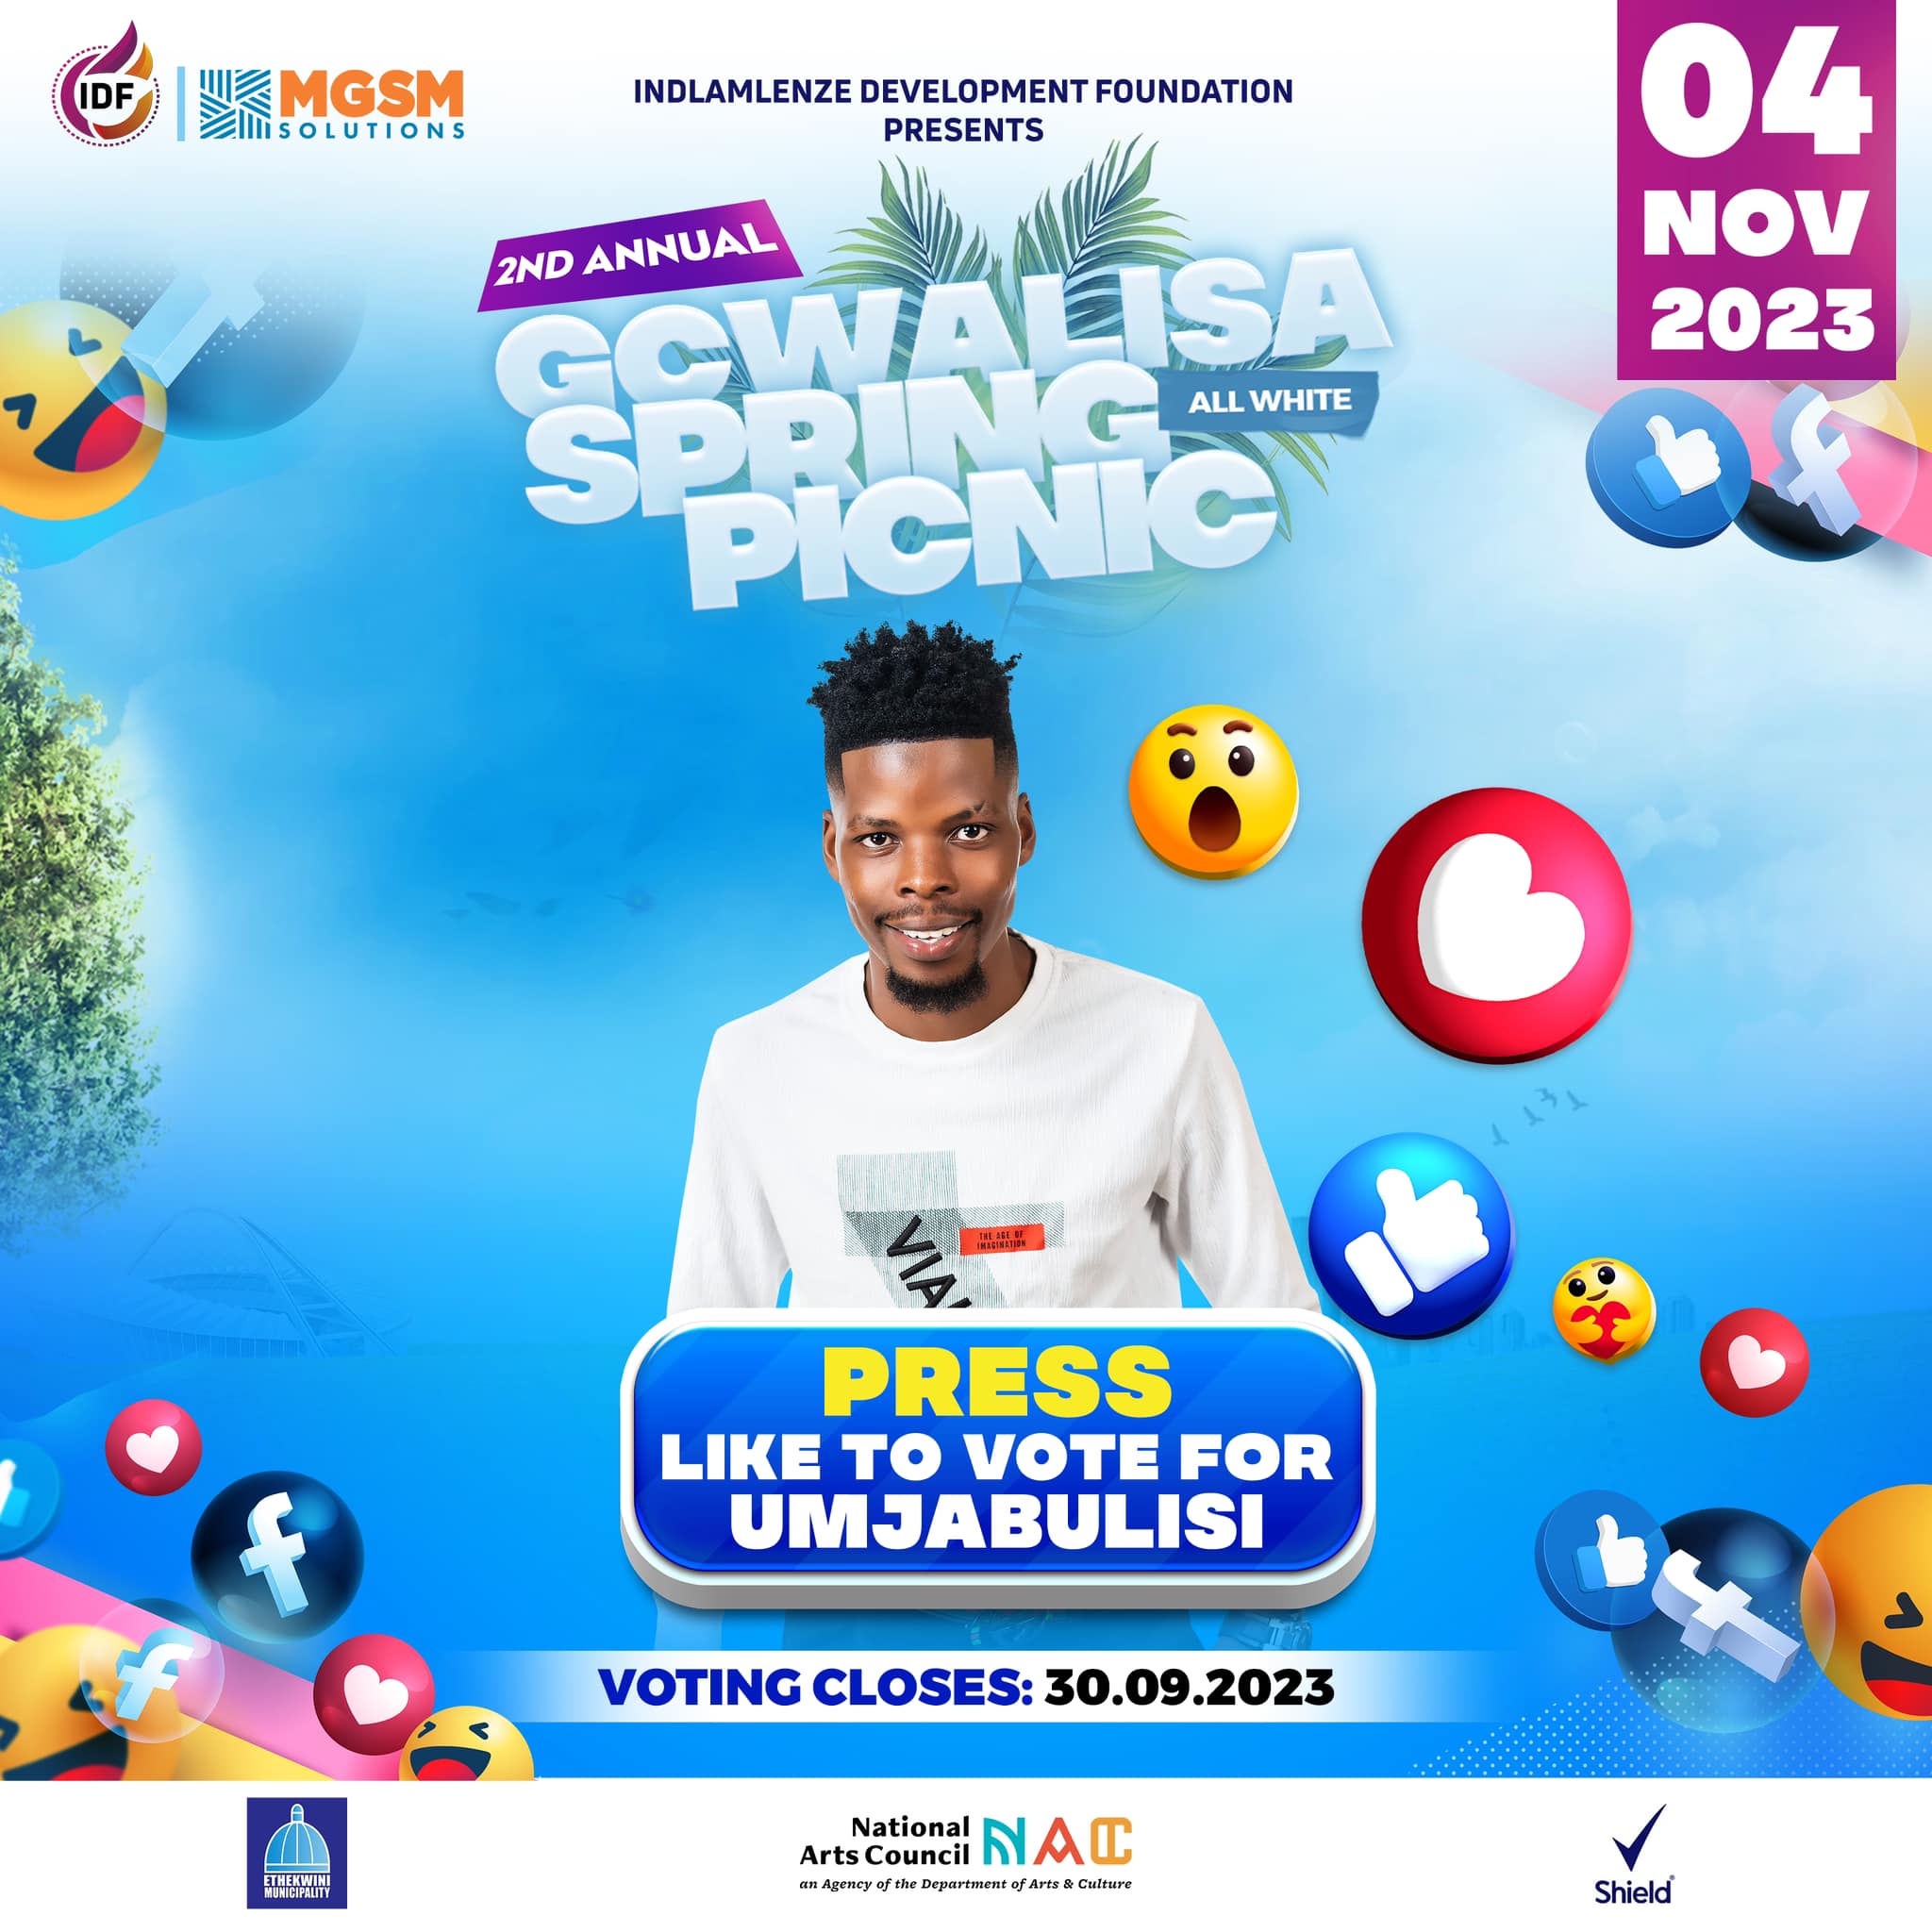 IDF
MGSM
SOLUTIONS
INDLAMLENZE DEVELOPMENT FOUNDATION
PRESENTS
04
NOV
2023
2ND ANNUAL
GCWALISA
SPRING
ALL WHITE
PICNIC
THE AGE OF
IMAGINATION
PRESS
LIKE TO VOTE FOR
UMJABULISI
VOTING CLOSES: 30.09.2023
ETHEKWINI
MUNICIPALITY
National
Arts Council NAC
an Agency of the Department of Arts & Culture
Shield